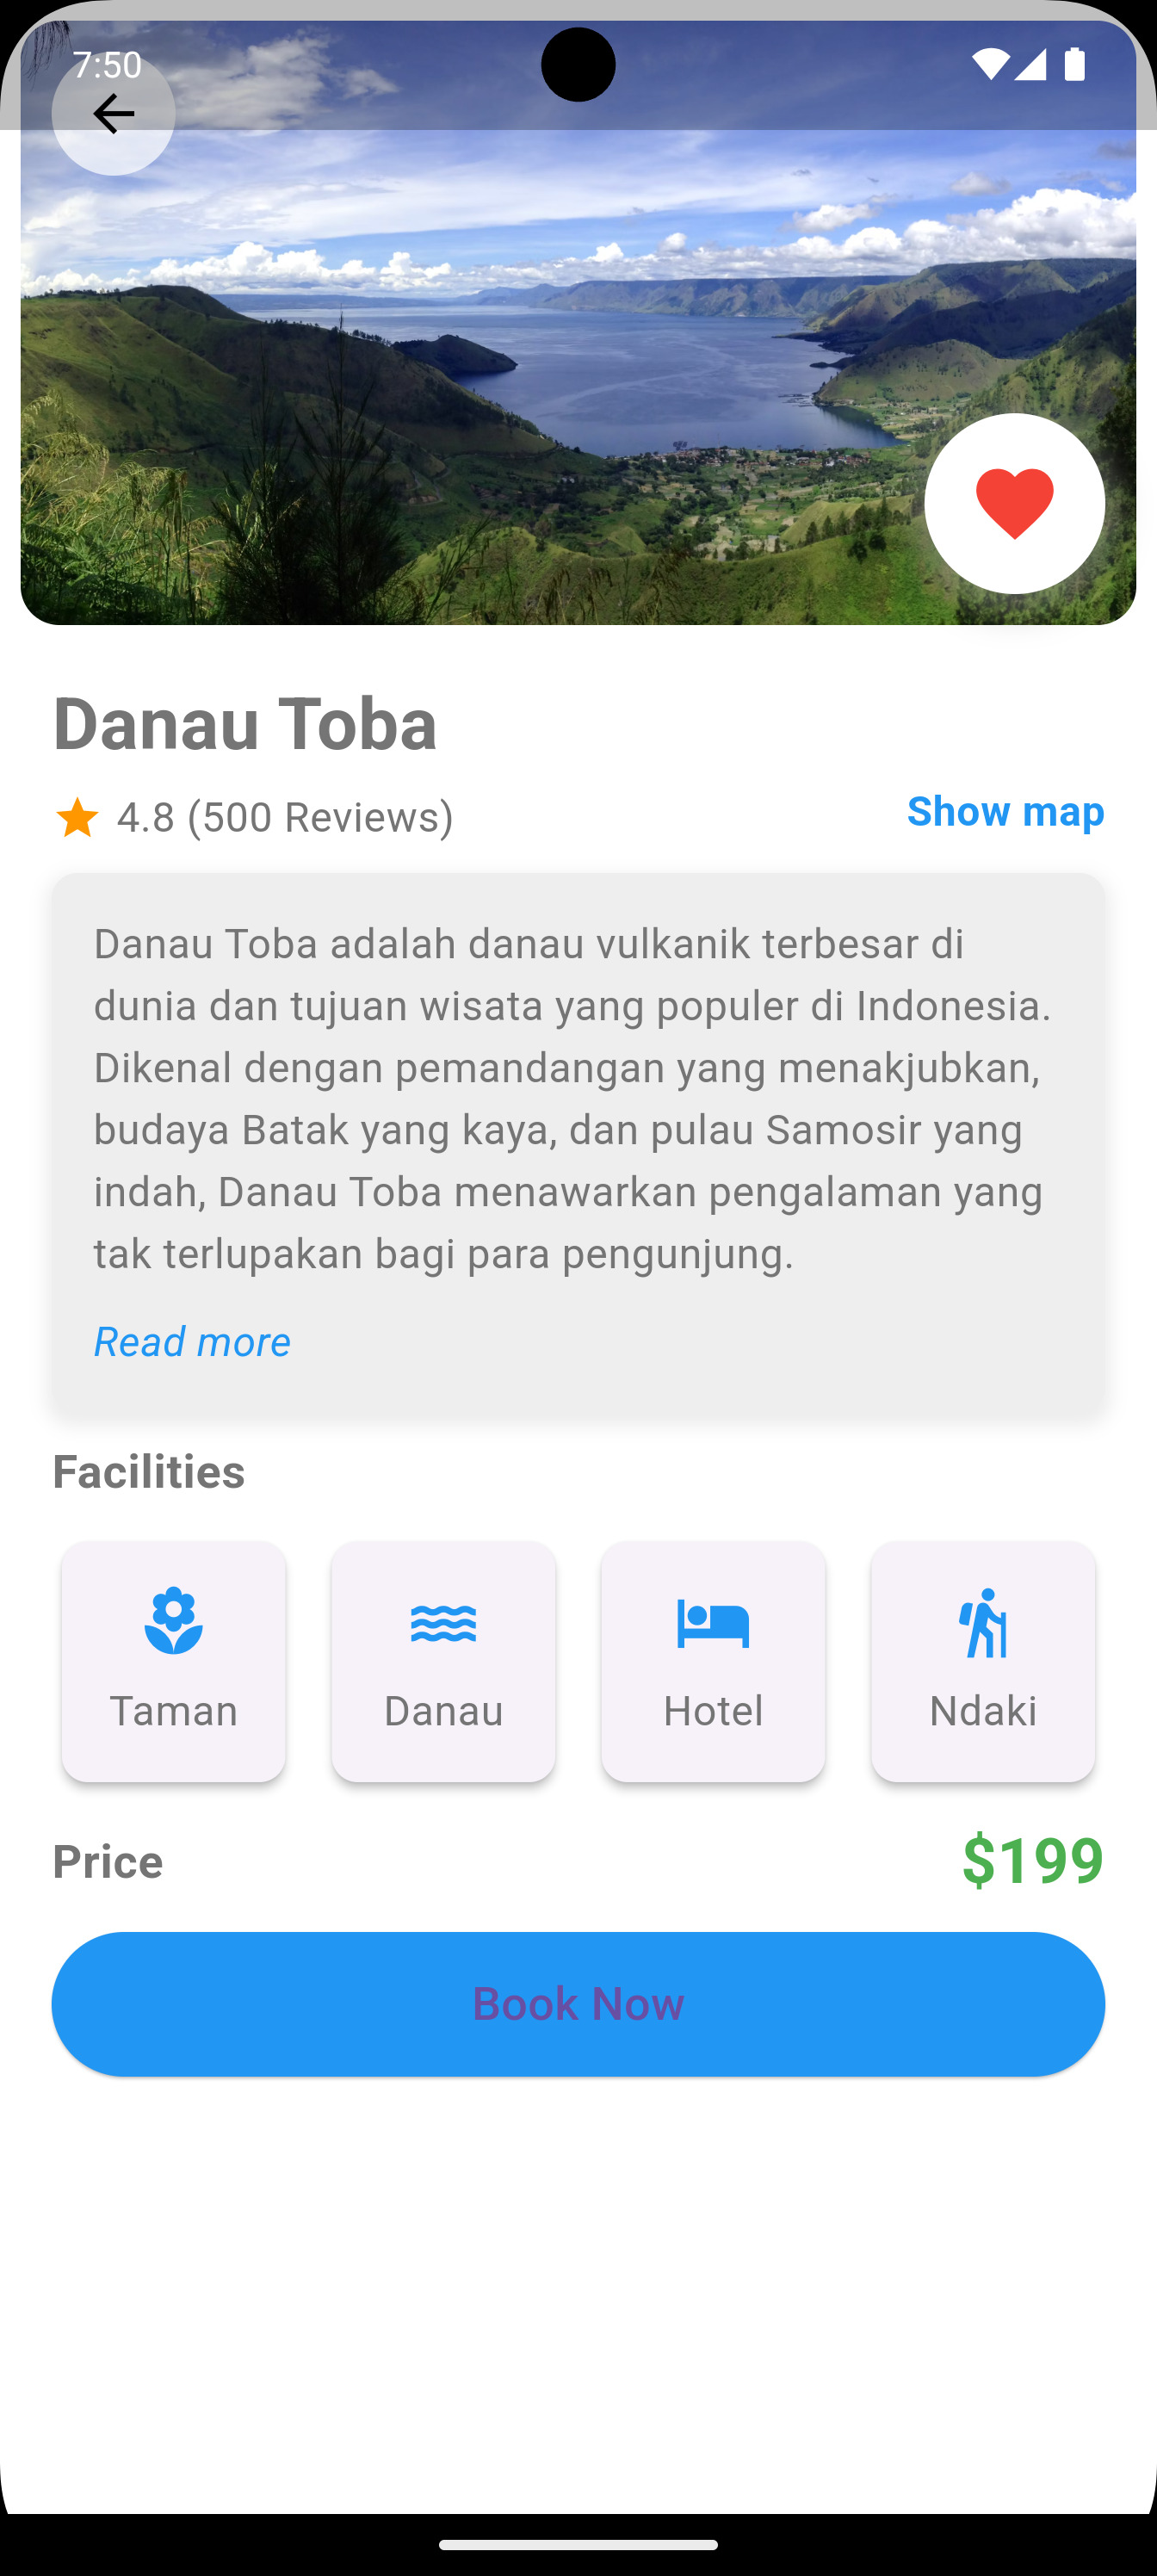 7:50
Danau Toba
4.8 (500 Reviews)
Show map
Danau Toba adalah danau vulkanik terbesar di
dunia dan tujuan wisata yang populer di Indonesia.
Dikenal dengan pemandangan yang menakjubkan,
budaya Batak yang kaya, dan pulau Samosir yang
indah, Danau Toba menawarkan pengalaman yang
tak terlupakan bagi para pengunjung.
Read more
Facilities
Taman
Danau
Hotel
Ndaki
Price
$199
Book Now